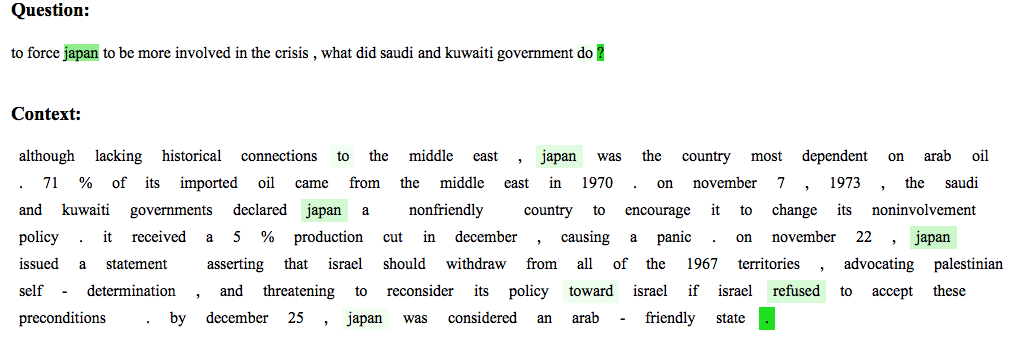 Question:
to force japan to be more involved in the crisis , what did saudi and kuwaiti government do ?
Context:
although lacking historical connections to the middle east , japan was the country most dependent on arab oil
. 71 % of its imported oil came from the middle east in 1970 . on november 7 , 1973 , the saudi
and kuwaiti governments declared japan a nonfriendly country to encourage it to change its noninvolvement
policy . it received a 5 % production cut in december , causing a panic . on november 22 , japan
issued a statement asserting that israel should withdraw from all of the 1967 territories , advocating palestinian
self - determination , and threatening to reconsider its policy toward israel if israel refused to accept these
preconditions . by december 25 , japan was considered an arab - friendly state .